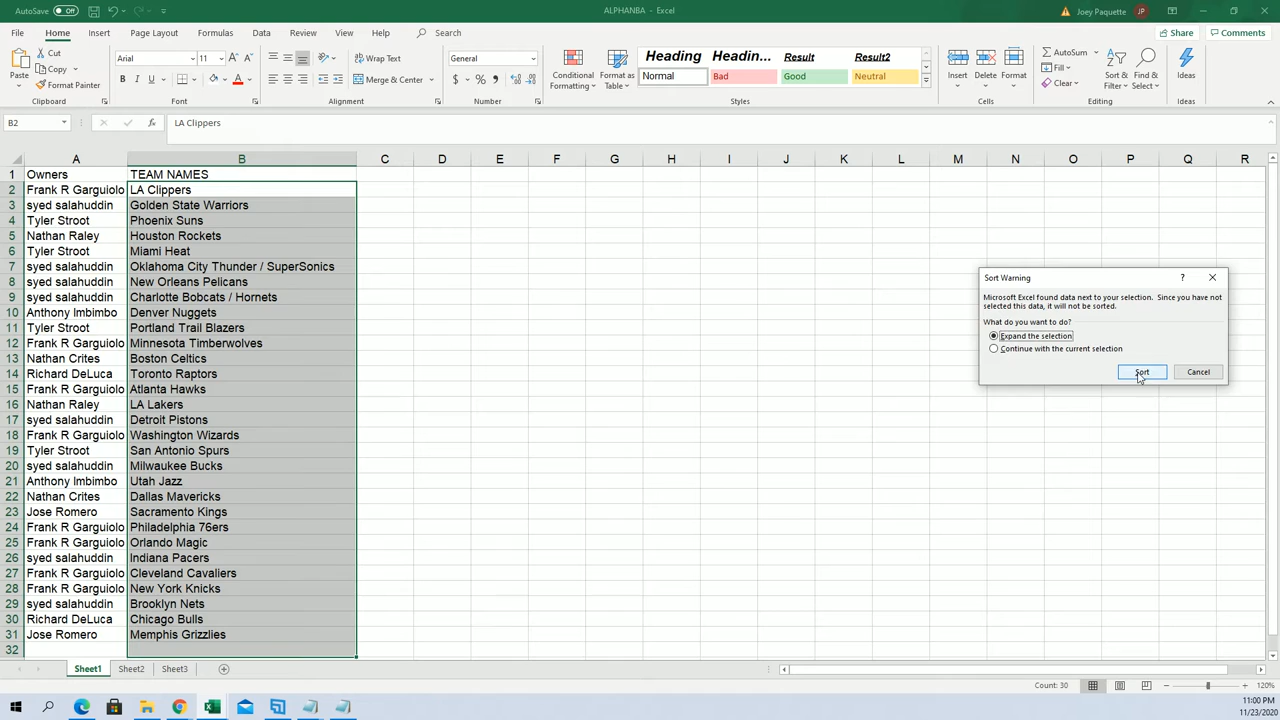 AutoSave Off ALPHANBA - Excel Joey Paquette JP
File Home Insert Page Layout Formulas Data Review View Help Search Share Comments
Paste Cut
Copy
Format Painter
Clipboard
Arial 11 A A
B I U A
Font
Wrap Text
Merge & Center
Alignment
General
$ % ,
Number
Conditional Formatting
Format as Table
Heading Headin... Result Result2
Normal Bad Good Neutral
Styles
Insert Delete Format
Cells
AutoSum
Fill
Clear
Sort & Filter
Find & Select
Editing
Ideas
Ideas
B2 fx LA Clippers
A B C D E F G H I J K L M N O P Q R
1 Owners TEAM NAMES
2 Frank R Garguiolo LA Clippers
3 syed salahuddin Golden State Warriors
4 Tyler Stroot Phoenix Suns
5 Nathan Raley Houston Rockets
6 Tyler Stroot Miami Heat
7 syed salahuddin Oklahoma City Thunder / SuperSonics
8 syed salahuddin New Orleans Pelicans
9 syed salahuddin Charlotte Bobcats / Hornets
10 Anthony Imbimbo Denver Nuggets
11 Tyler Stroot Portland Trail Blazers
12 Frank R Garguiolo Minnesota Timberwolves
13 Nathan Crites Boston Celtics
14 Richard DeLuca Toronto Raptors
15 Frank R Garguiolo Atlanta Hawks
16 Nathan Raley LA Lakers
17 syed salahuddin Detroit Pistons
18 Frank R Garguiolo Washington Wizards
19 Tyler Stroot San Antonio Spurs
20 syed salahuddin Milwaukee Bucks
21 Anthony Imbimbo Utah Jazz
22 Nathan Crites Dallas Mavericks
23 Jose Romero Sacramento Kings
24 Frank R Garguiolo Philadelphia 76ers
25 Frank R Garguiolo Orlando Magic
26 syed salahuddin Indiana Pacers
27 Frank R Garguiolo Cleveland Cavaliers
28 Frank R Garguiolo New York Knicks
29 syed salahuddin Brooklyn Nets
30 Richard DeLuca Chicago Bulls
31 Jose Romero Memphis Grizzlies
32
Sort Warning ?
Microsoft Excel found data next to your selection. Since you have not
selected this data, it will not be sorted.
What do you want to do?
Expand the selection
Continue with the current selection
Sort Cancel
Sheet1 Sheet2 Sheet3
Count: 30 120%
11:00 PM
11/23/2020